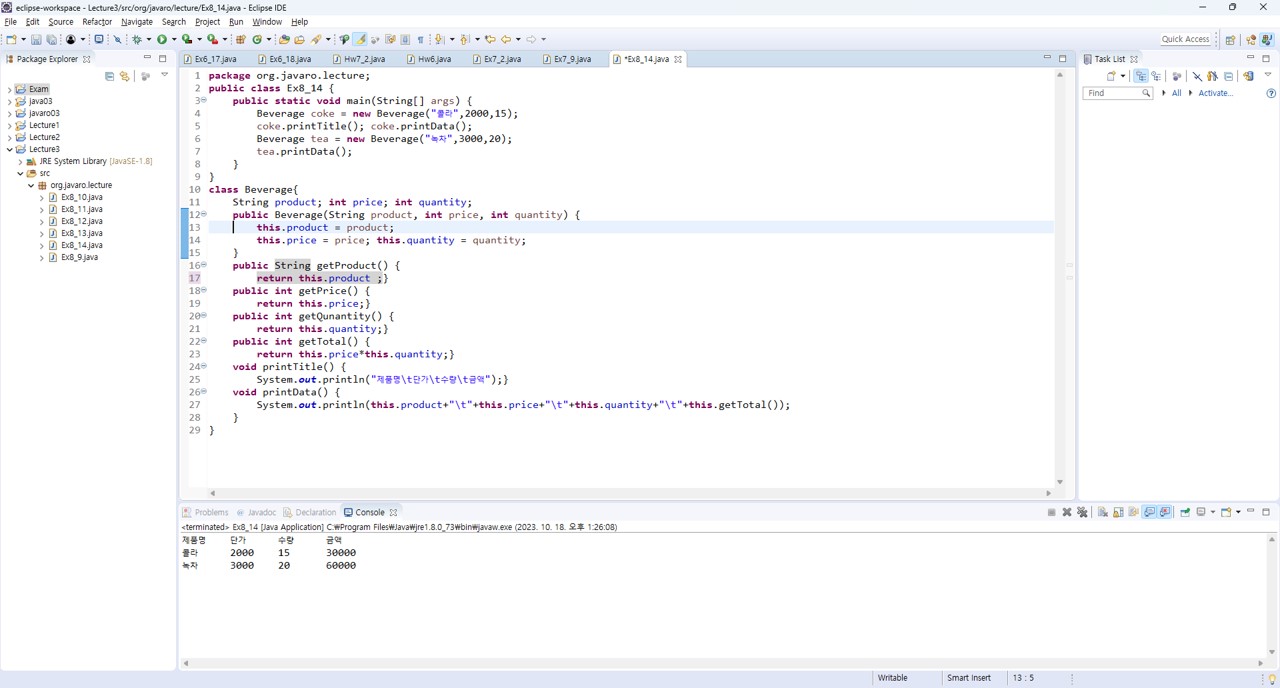 eclipse-workspace - Lecture3/src/org/javaro/lecture/Ex8_14.java - Eclipse IDE
File Edit Source Refactor Navigate Search Project Run Window Help
Quick Access
Package Explorer
Ex6_17.java Ex6_18.java Hw7_2.java Hw6.java Ex7_2.java Ex7_9.java *Ex8_14.java
Task List
Find All Activate...
Exam
java03
javaro03
Lecture1
Lecture2
Lecture3
JRE System Library [JavaSE-1.8]
src
org.javaro.lecture
Ex8_10.java
Ex8_11.java
Ex8_12.java
Ex8_13.java
Ex8_14.java
Ex8_9.java
1 package org.javaro.lecture;
2 public class Ex8_14 {
3 public static void main(String[] args) {
4 Beverage coke = new Beverage("콜라",2000,15);
5 coke.printTitle(); coke.printData();
6 Beverage tea = new Beverage("녹차",3000,20);
7 tea.printData();
8 }
9 }
10 class Beverage{
11 String product; int price; int quantity;
12 public Beverage(String product, int price, int quantity) {
13 this.product = product;
14 this.price = price; this.quantity = quantity;
15 }
16 public String getProduct() {
17 return this.product ;}
18 public int getPrice() {
19 return this.price;}
20 public int getQunantity() {
21 return this.quantity;}
22 public int getTotal() {
23 return this.price*this.quantity;}
24 void printTitle() {
25 System.out.println("제품명\t단가\t수량\t금액");}
26 void printData() {
27 System.out.println(this.product+"\t"+this.price+"\t"+this.quantity+"\t"+this.getTotal());
28 }
29 }
Problems Javadoc Declaration Console
<terminated> Ex8_14 [Java Application] C:₩Program Files₩Java₩jre1.8.0_73₩bin₩javaw.exe (2023. 10. 18. 오후 1:26:08)
제품명 단가 수량 금액
콜라 2000 15 30000
녹차 3000 20 60000
Writable Smart Insert 13 : 5